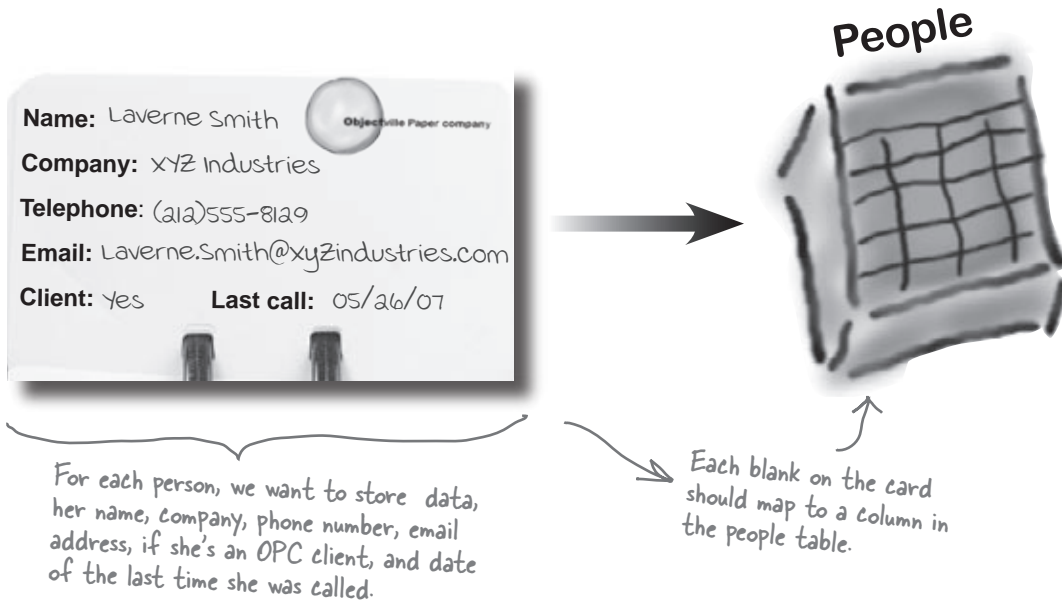 People
Name: Laverne Smith
Objectville Paper company
Company: XYZ Industries
Telephone: (212)555-8129
Email: Laverne.Smith@xyzindustries.com
Client: Yes Last call: 05/26/07
For each person, we want to store data,
her name, company, phone number, email
address, if she's an OPC client, and date
of the last time she was called.
Each blank on the card
should map to a column in
the people table.